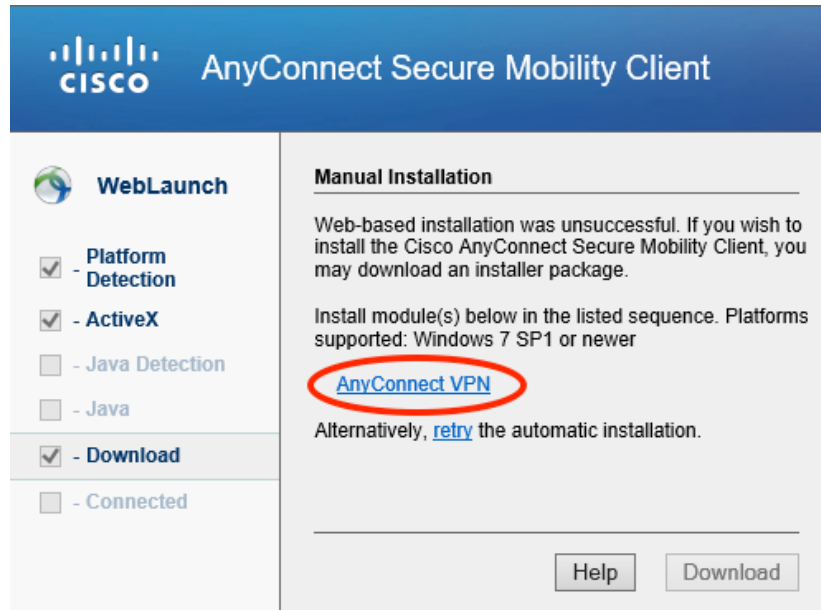 CISCO AnyConnect Secure Mobility Client
WebLaunch
- Platform
Detection
- ActiveX
- Java Detection
- Java
- Download
- Connected
Manual Installation
Web-based installation was unsuccessful. If you wish to
install the Cisco AnyConnect Secure Mobility Client, you
may download an installer package.
Install module(s) below in the listed sequence. Platforms
supported: Windows 7 SP1 or newer
AnyConnect VPN
Alternatively, retry the automatic installation.
Help Download